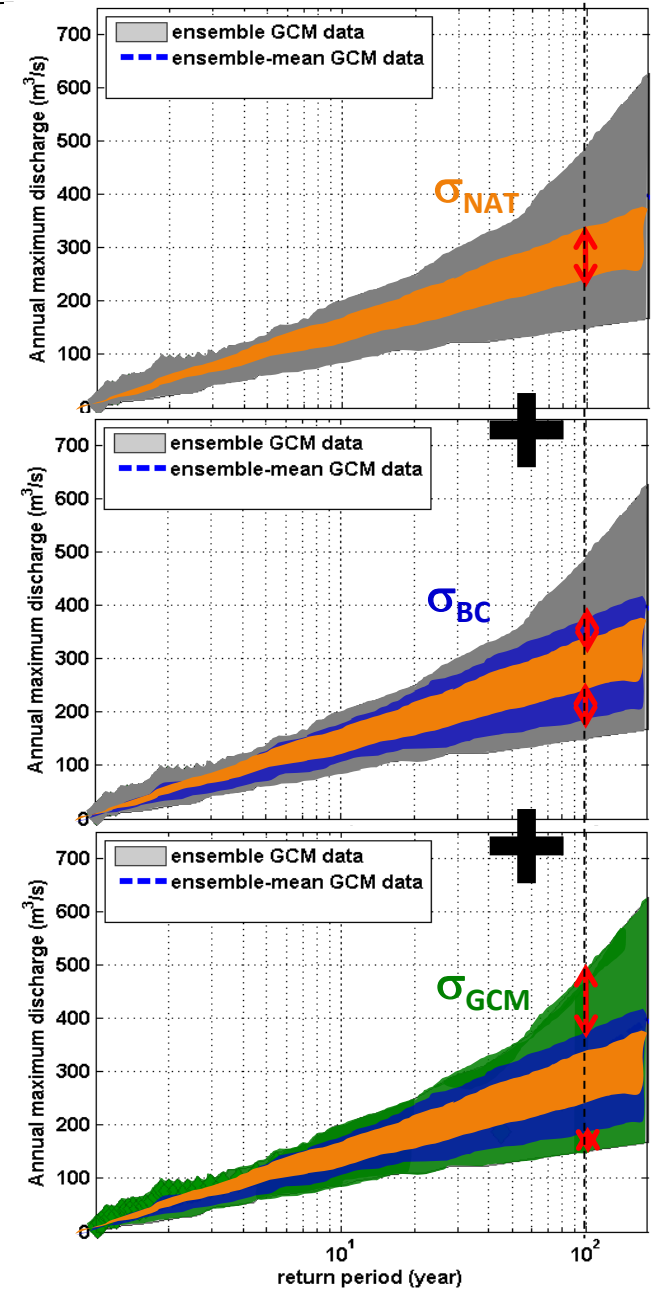 750
700
600
500
400
300
200
100
0
Annual maximum discharge (m³/s)
ensemble GCM data
ensemble-mean GCM data
σNAT
+
750
700
600
500
400
300
200
100
0
Annual maximum discharge (m³/s)
ensemble GCM data
ensemble-mean GCM data
σBC
+
700
600
500
400
300
200
100
0
Annual maximum discharge (m³/s)
ensemble GCM data
ensemble-mean GCM data
σGCM
10¹ 10²
return period (year)